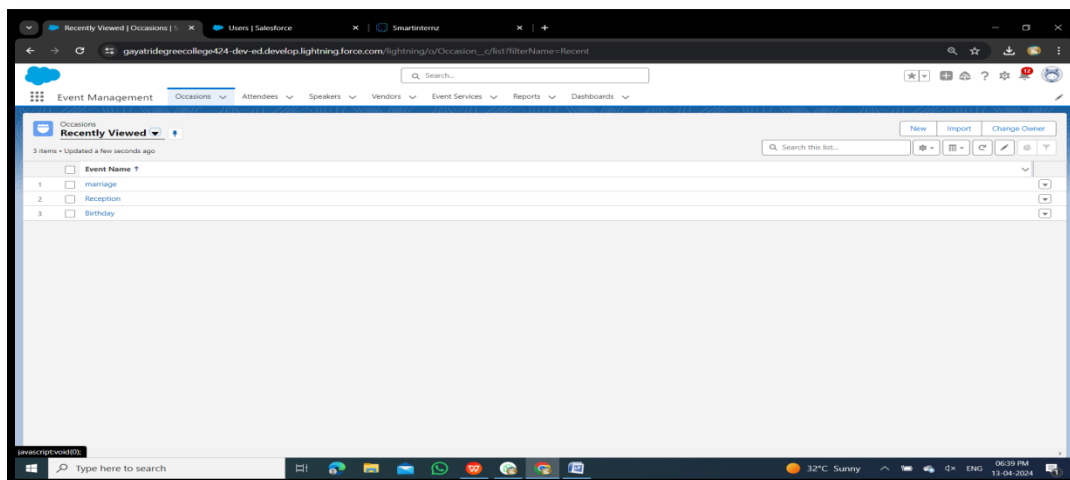 Recently Viewed | Occasions | S
Users | Salesforce
Smartinternz
gayatridegreecollege424-dev-ed.develop.lightning.force.com/lightning/o/Occasion__c/list?filterName=Recent
Search...
12
Event Management Occasions Attendees Speakers Vendors Event Services Reports Dashboards
Occasions
Recently Viewed
New Import Change Owner
3 items • Updated a few seconds ago
Search this list...
Event Name ↑
1 marriage
2 Reception
3 Birthday
javascript:void(0);
Type here to search
32°C Sunny
ENG
06:39 PM
13-04-2024